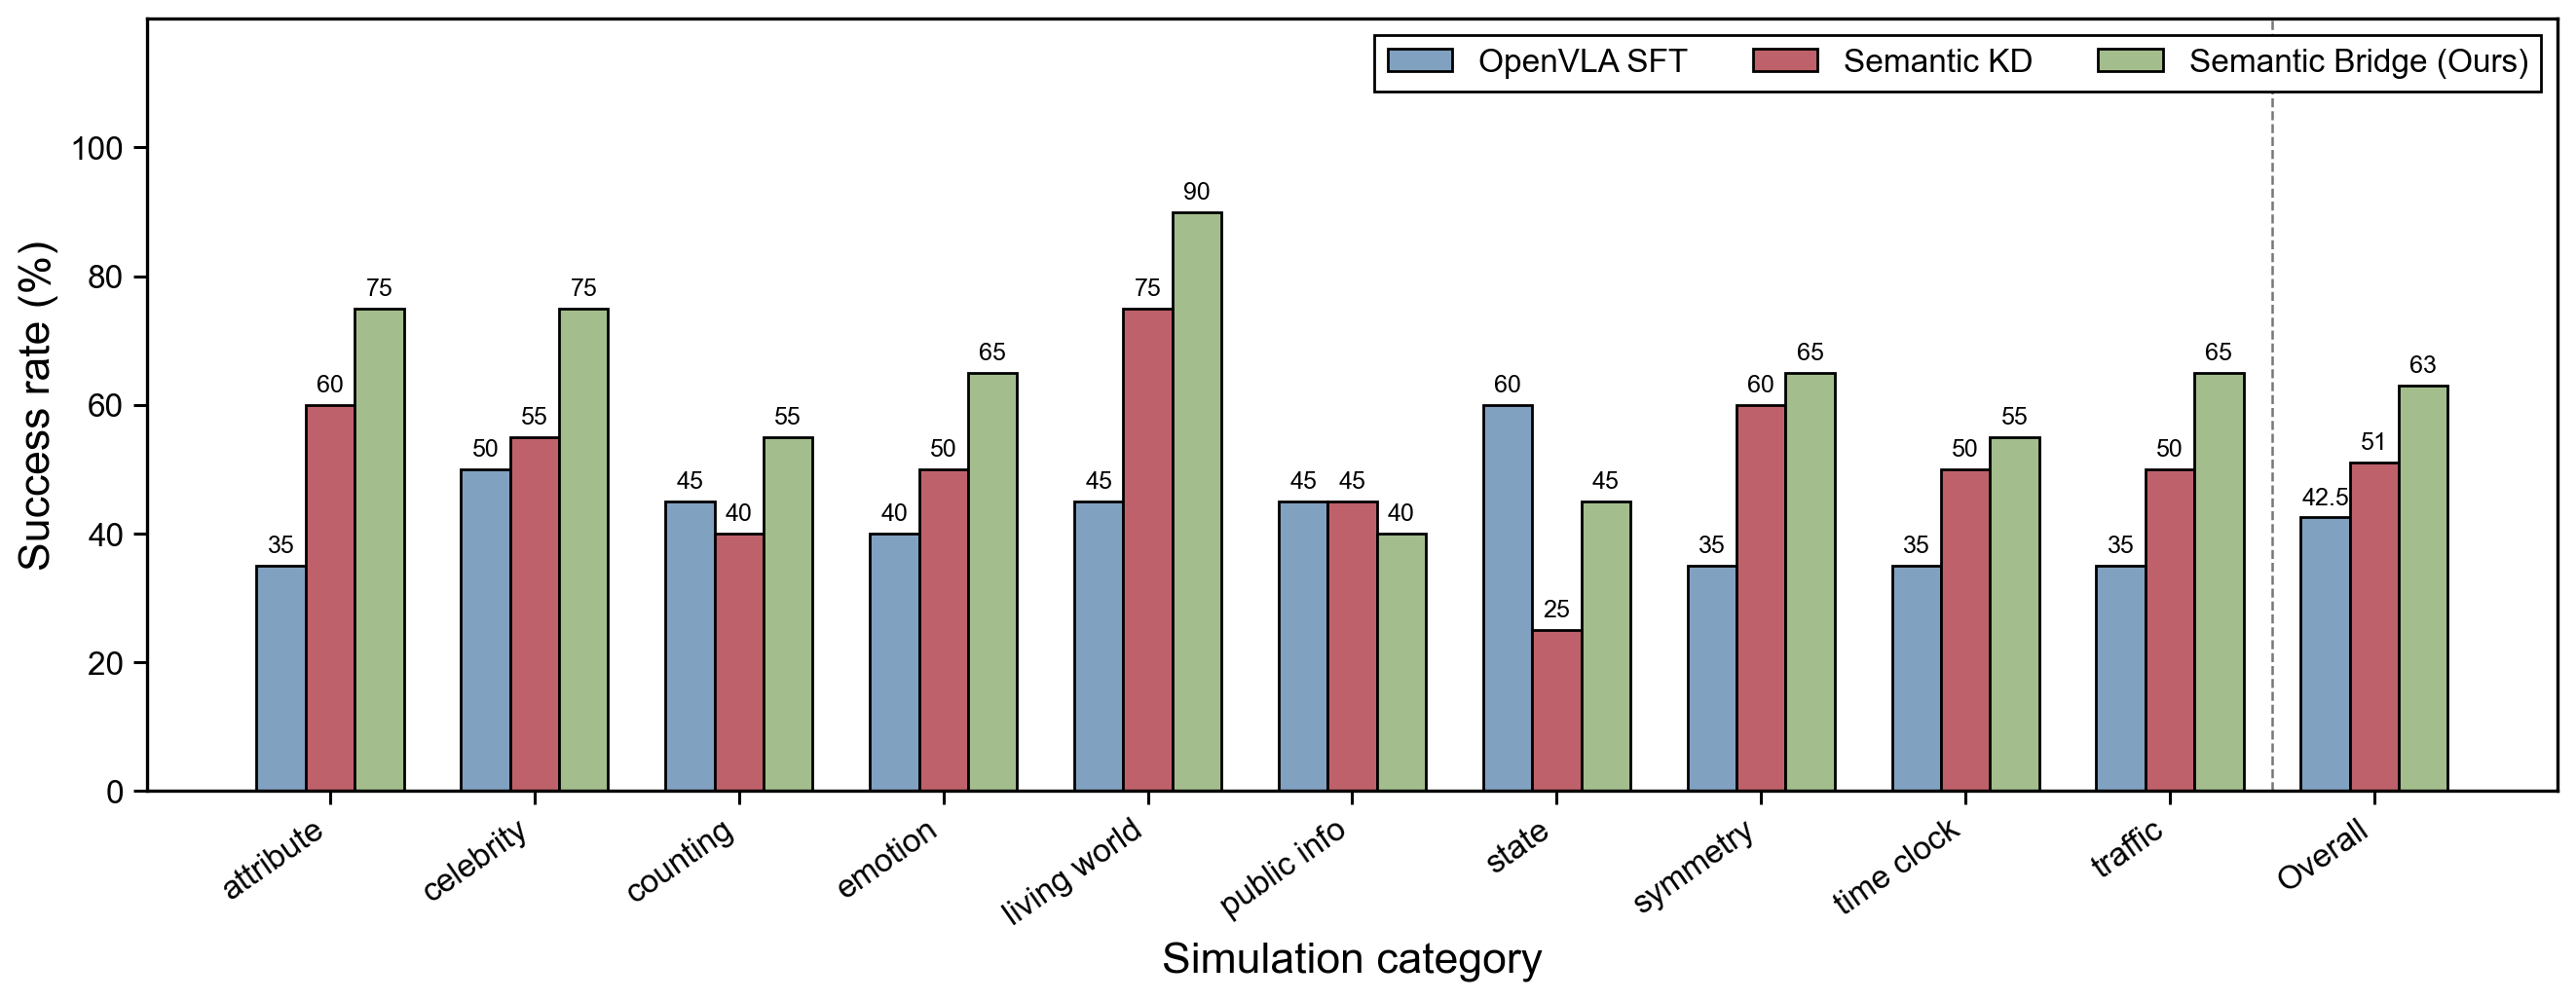 OpenVLA SFT Semantic KD Semantic Bridge (Ours)
Success rate (%)
100
80
60
40
20
0
35 60 75
50 55 75
45 40 55
40 50 65
45 75 90
45 45 40
60 25 45
35 60 65
35 50 55
35 50 65
42.5 51 63
attribute celebrity counting emotion living world public info state symmetry time clock traffic Overall
Simulation category